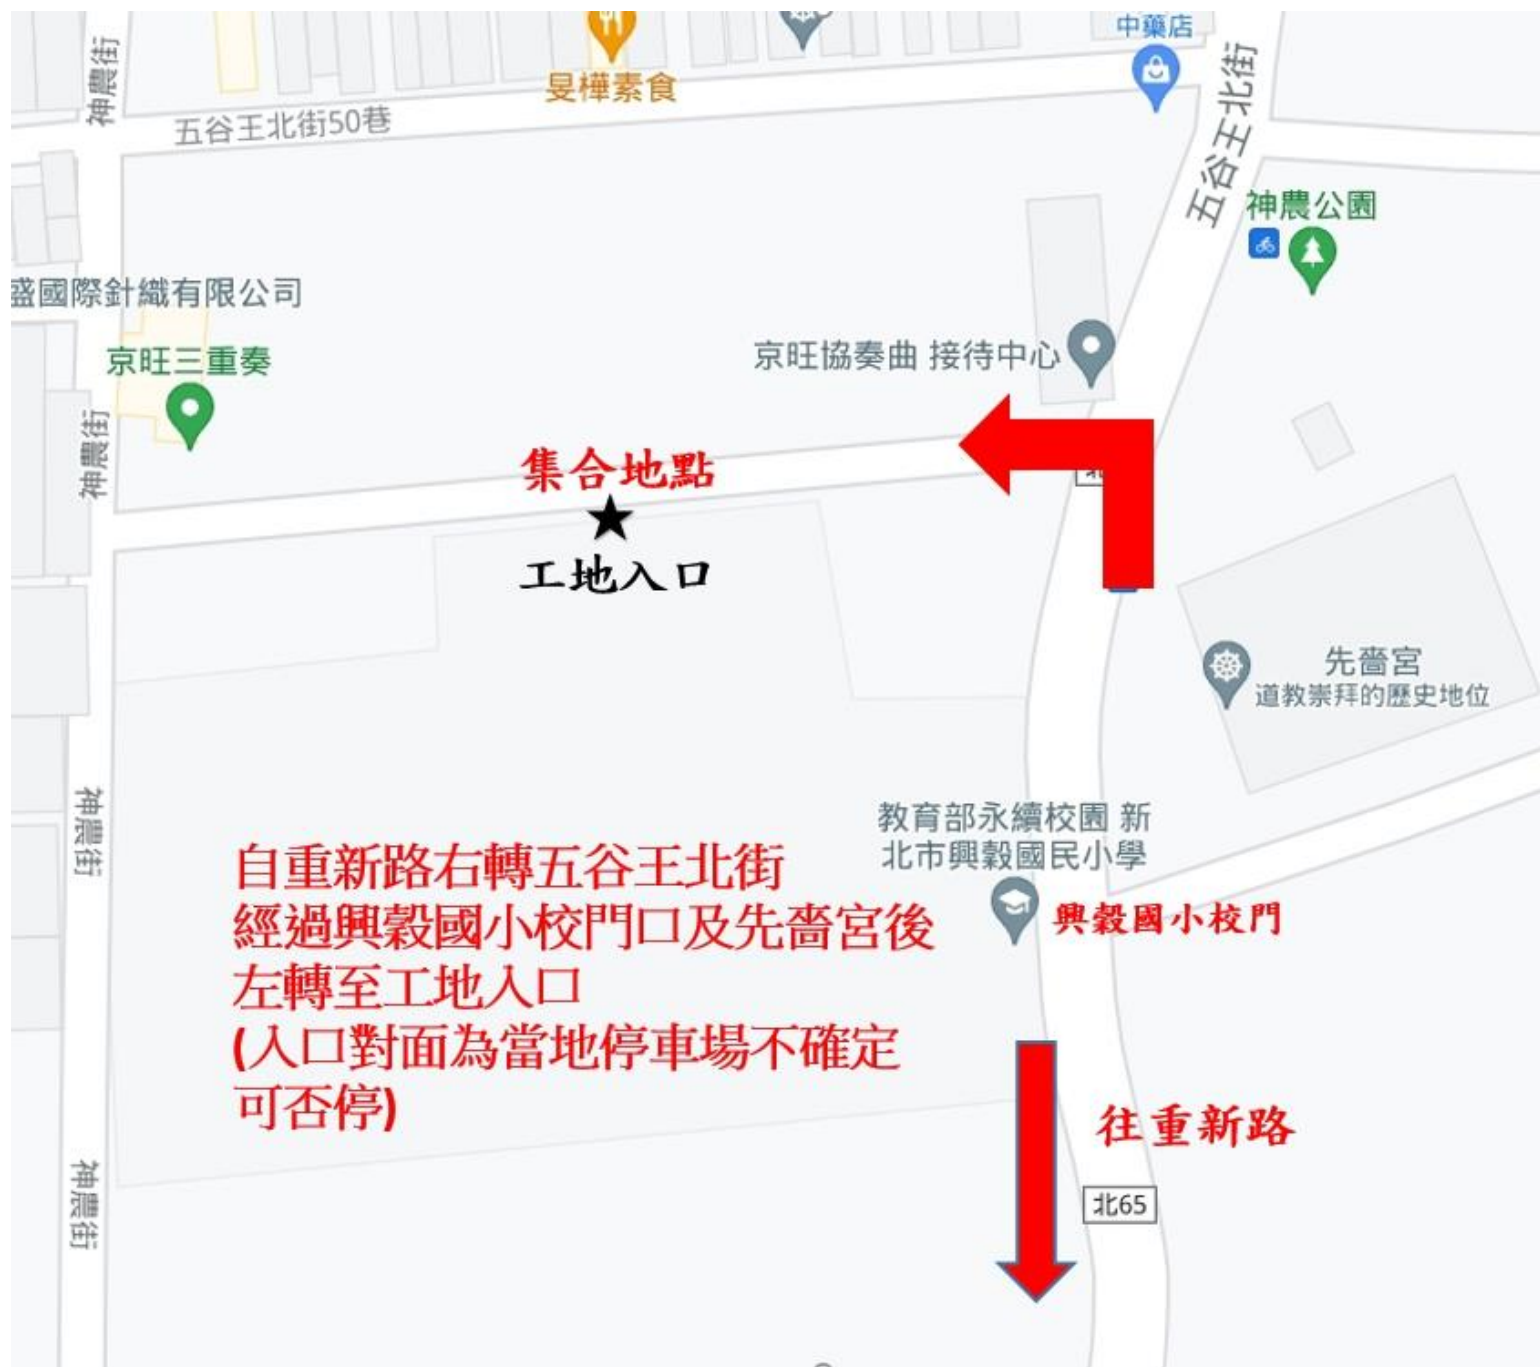 中藥店
神農街
旻樺素食
五谷王北街50巷
五谷王北街
神農公園
盛國際針織有限公司
京旺三重奏
京旺協奏曲 接待中心
神農街
集合地點
北
工地入口
先嗇宮
道教崇拜的歷史地位
神農街
教育部永續校園 新
北市興穀國民小學
自重新路右轉五谷王北街
經過興穀國小校門口及先嗇宮後
左轉至工地入口
(入口對面為當地停車場不確定
可否停)
興穀國小校門
往重新路
神農街
北65